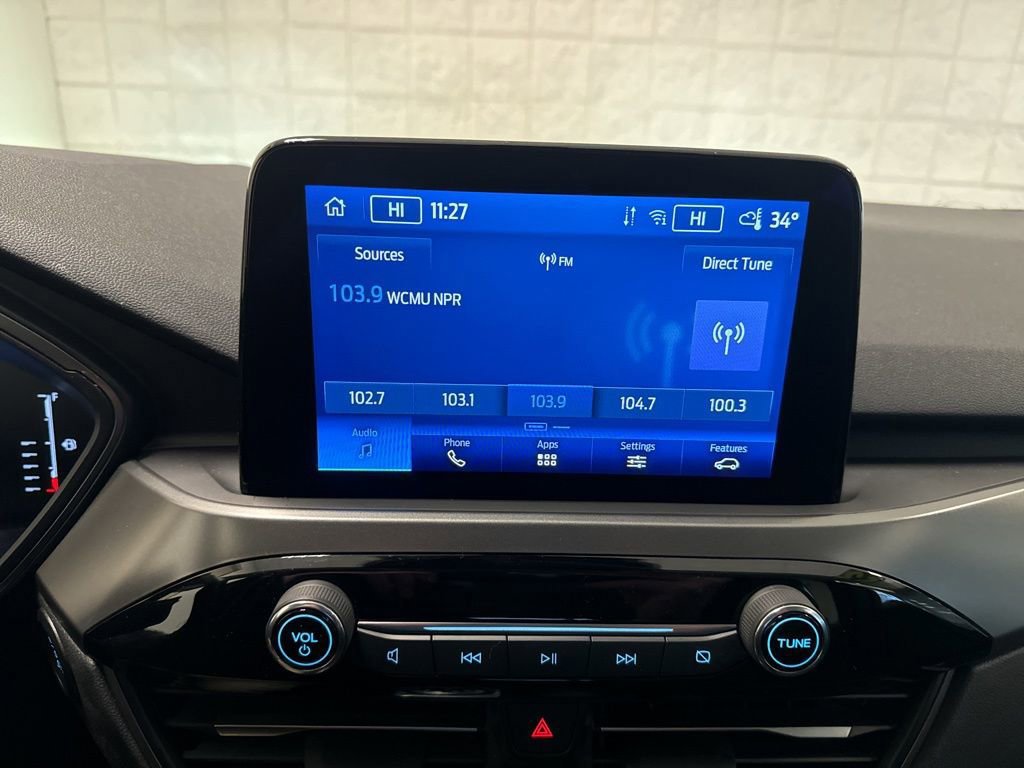 HI 11:27 HI 34°
Sources FM Direct Tune
103.9 WCMU NPR
102.7 103.1 103.9 104.7 100.3
Audio Phone Apps Settings Features
F
VOL TUNE